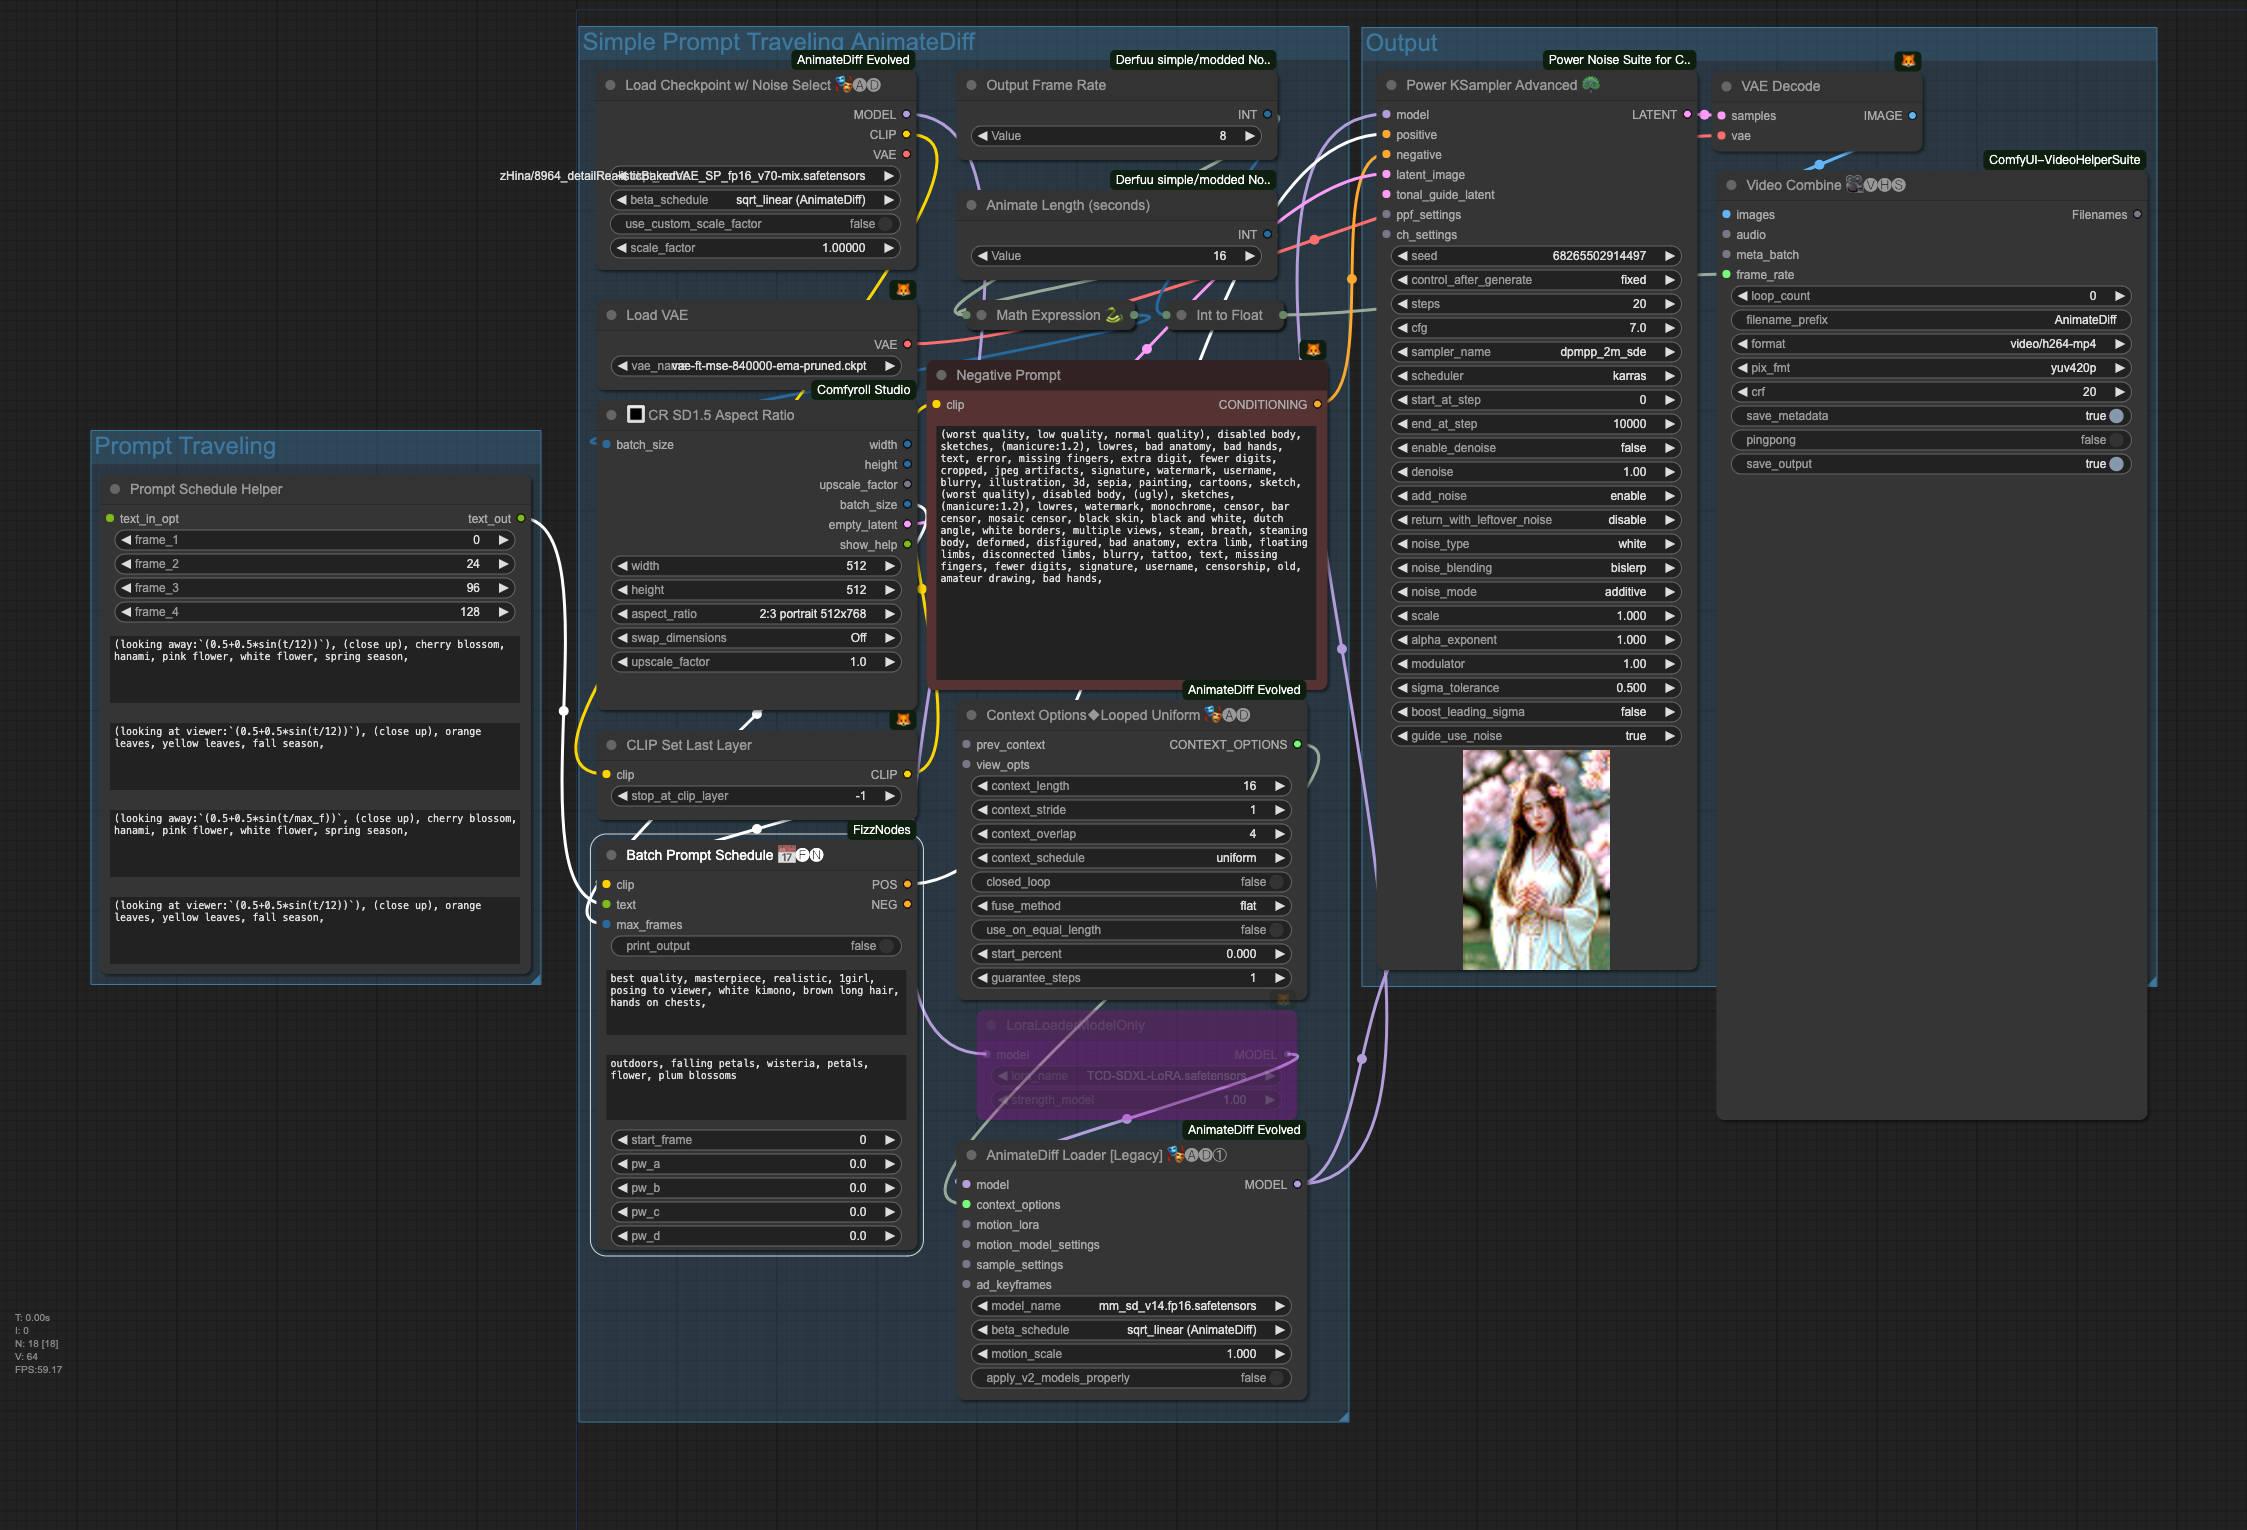 Prompt Traveling
Prompt Schedule Helper
text_in_opt text_out
frame_1 0
frame_2 24
frame_3 96
frame_4 128
(looking away:`(0.5+0.5*sin(t/12))`), (close up), cherry blossom,
hanami, pink flower, white flower, spring season,
(looking at viewer:`(0.5+0.5*sin(t/12))`), (close up), orange
leaves, yellow leaves, fall season,
(looking away:`(0.5+0.5*sin(t/max_f))`, (close up), cherry blossom,
hanami, pink flower, white flower, spring season,
(looking at viewer:`(0.5+0.5*sin(t/12))`), (close up), orange
leaves, yellow leaves, fall season,
T: 0.00s
I: 0
N: 18 [18]
V: 64
FPS:59.17
Simple Prompt Traveling AnimateDiff
AnimateDiff Evolved
Load Checkpoint w/ Noise Select 🎭🅐🅓
MODEL
CLIP
VAE
beta_schedule sqrt_linear (AnimateDiff)
use_custom_scale_factor false
scale_factor 1.00000
Load VAE
VAE
vae-ft-mse-840000-ema-pruned.ckpt
Comfyroll Studio
🔳 CR SD1.5 Aspect Ratio
batch_size width
height
upscale_factor
batch_size
empty_latent
show_help
width 512
height 512
aspect_ratio 2:3 portrait 512x768
swap_dimensions Off
upscale_factor 1.0
CLIP Set Last Layer
clip CLIP
stop_at_clip_layer -1
FizzNodes
Batch Prompt Schedule 📅🅕🅝
clip POS
text NEG
max_frames
print_output false
best quality, masterpiece, realistic, 1girl,
posing to viewer, white kimono, brown long hair,
hands on chests,
outdoors, falling petals, wisteria, petals,
flower, plum blossoms
start_frame 0
pw_a 0.0
pw_b 0.0
pw_c 0.0
pw_d 0.0
Derfuu simple/modded No..
Output Frame Rate
INT
Value 8
Derfuu simple/modded No..
Animate Length (seconds)
INT
Value 16
Math Expression 🐍
Int to Float
Negative Prompt
clip CONDITIONING
(worst quality, low quality, normal quality), disabled body,
sketches, (manicure:1.2), lowres, bad anatomy, bad hands,
text, error, missing fingers, extra digit, fewer digits,
cropped, jpeg artifacts, signature, watermark, username,
blurry, illustration, 3d, sepia, painting, cartoons, sketch,
(worst quality), disabled body, (ugly), sketches,
(manicure:1.2), lowres, watermark, monochrome, censor, bar
censor, mosaic censor, black skin, black and white, dutch
angle, white borders, multiple views, steam, breath, steaming
body, deformed, disfigured, bad anatomy, extra limb, floating
limbs, disconnected limbs, blurry, tattoo, text, missing
fingers, fewer digits, signature, username, censorship, old,
amateur drawing, bad hands,
AnimateDiff Evolved
Context Options◆Looped Uniform 🎭🅐🅓
prev_context CONTEXT_OPTIONS
view_opts
context_length 16
context_stride 1
context_overlap 4
context_schedule uniform
closed_loop false
fuse_method flat
use_on_equal_length false
start_percent 0.000
guarantee_steps 1
LoraLoaderModelOnly
model MODEL
lora_name TCD-SDXL-LoRA.safetensors
strength_model 1.00
AnimateDiff Evolved
AnimateDiff Loader [Legacy] 🎭🅐🅓①
model MODEL
context_options
motion_lora
motion_model_settings
sample_settings
ad_keyframes
model_name mm_sd_v14.fp16.safetensors
beta_schedule sqrt_linear (AnimateDiff)
motion_scale 1.000
apply_v2_models_properly false
Output
Power Noise Suite for C..
Power KSampler Advanced 🦚
model LATENT
positive
negative
latent_image
tonal_guide_latent
ppf_settings
ch_settings
seed 68265502914497
control_after_generate fixed
steps 20
cfg 7.0
sampler_name dpmpp_2m_sde
scheduler karras
start_at_step 0
end_at_step 10000
enable_denoise false
denoise 1.00
add_noise enable
return_with_leftover_noise disable
noise_type white
noise_blending bislerp
noise_mode additive
scale 1.000
alpha_exponent 1.000
modulator 1.00
sigma_tolerance 0.500
boost_leading_sigma false
guide_use_noise true
VAE Decode
samples IMAGE
vae
ComfyUI-VideoHelperSuite
Video Combine 🎥🅥🅗🅢
images Filenames
audio
meta_batch
frame_rate
loop_count 0
filename_prefix AnimateDiff
format video/h264-mp4
pix_fmt yuv420p
crf 20
save_metadata true
pingpong false
save_output true